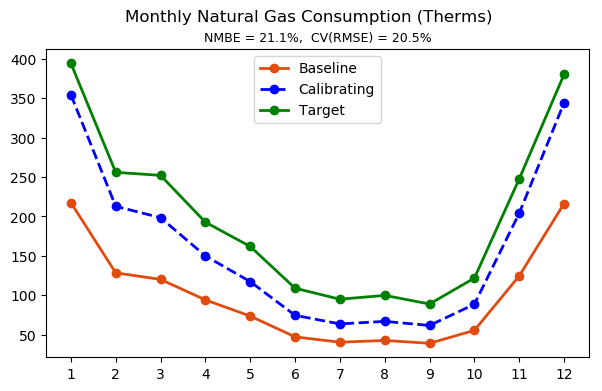 Monthly Natural Gas Consumption (Therms)
NMBE = 21.1%,  CV(RMSE) = 20.5%
Baseline
Calibrating
Target
400
350
300
250
200
150
100
50
1 2 3 4 5 6 7 8 9 10 11 12